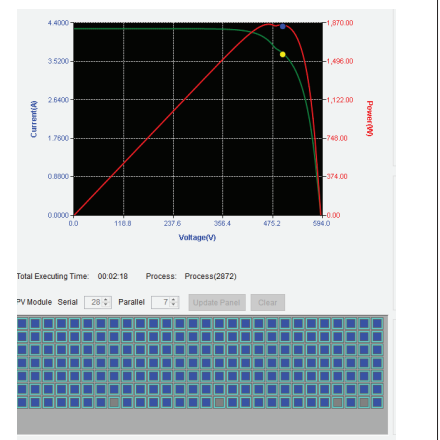 4.4000
1,870.00
3.5200
1,496.00
2.6400
1,122.00
Current(A)
Power(W)
1.7600
748.00
0.8800
374.00
0.0000
0.00
0.0 118.8 237.6 356.4 475.2 594.0
Voltage(V)
Total Executing Time: 00:02:18 Process: Process(2872)
PV Module Serial 28 Parallel 7 Update Panel Clear